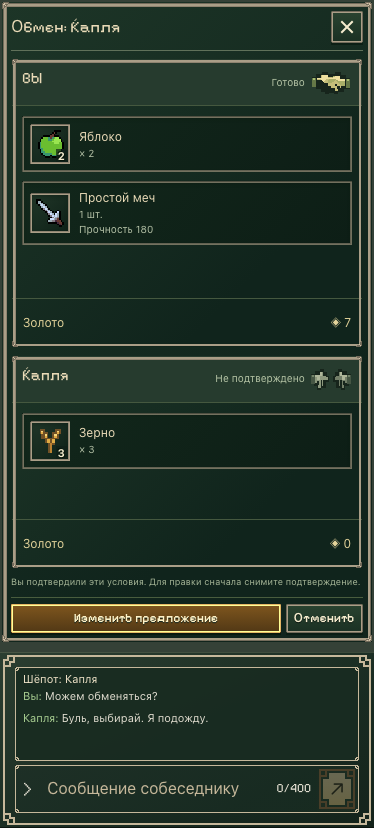 Обмен: Капля
Вы
Готово
2
Яблоко
× 2
Простой меч
1 шт.
Прочность 180
Золото
7
Капля
Не подтверждено
3
Зерно
× 3
Золото
0
Вы подтвердили эти условия. Для правки сначала снимите подтверждение.
Изменить предложение
Отменить
Шёпот: Капля
Вы: Можем обменяться?
Капля: Буль, выбирай. Я подожду.
Сообщение собеседнику
0/400